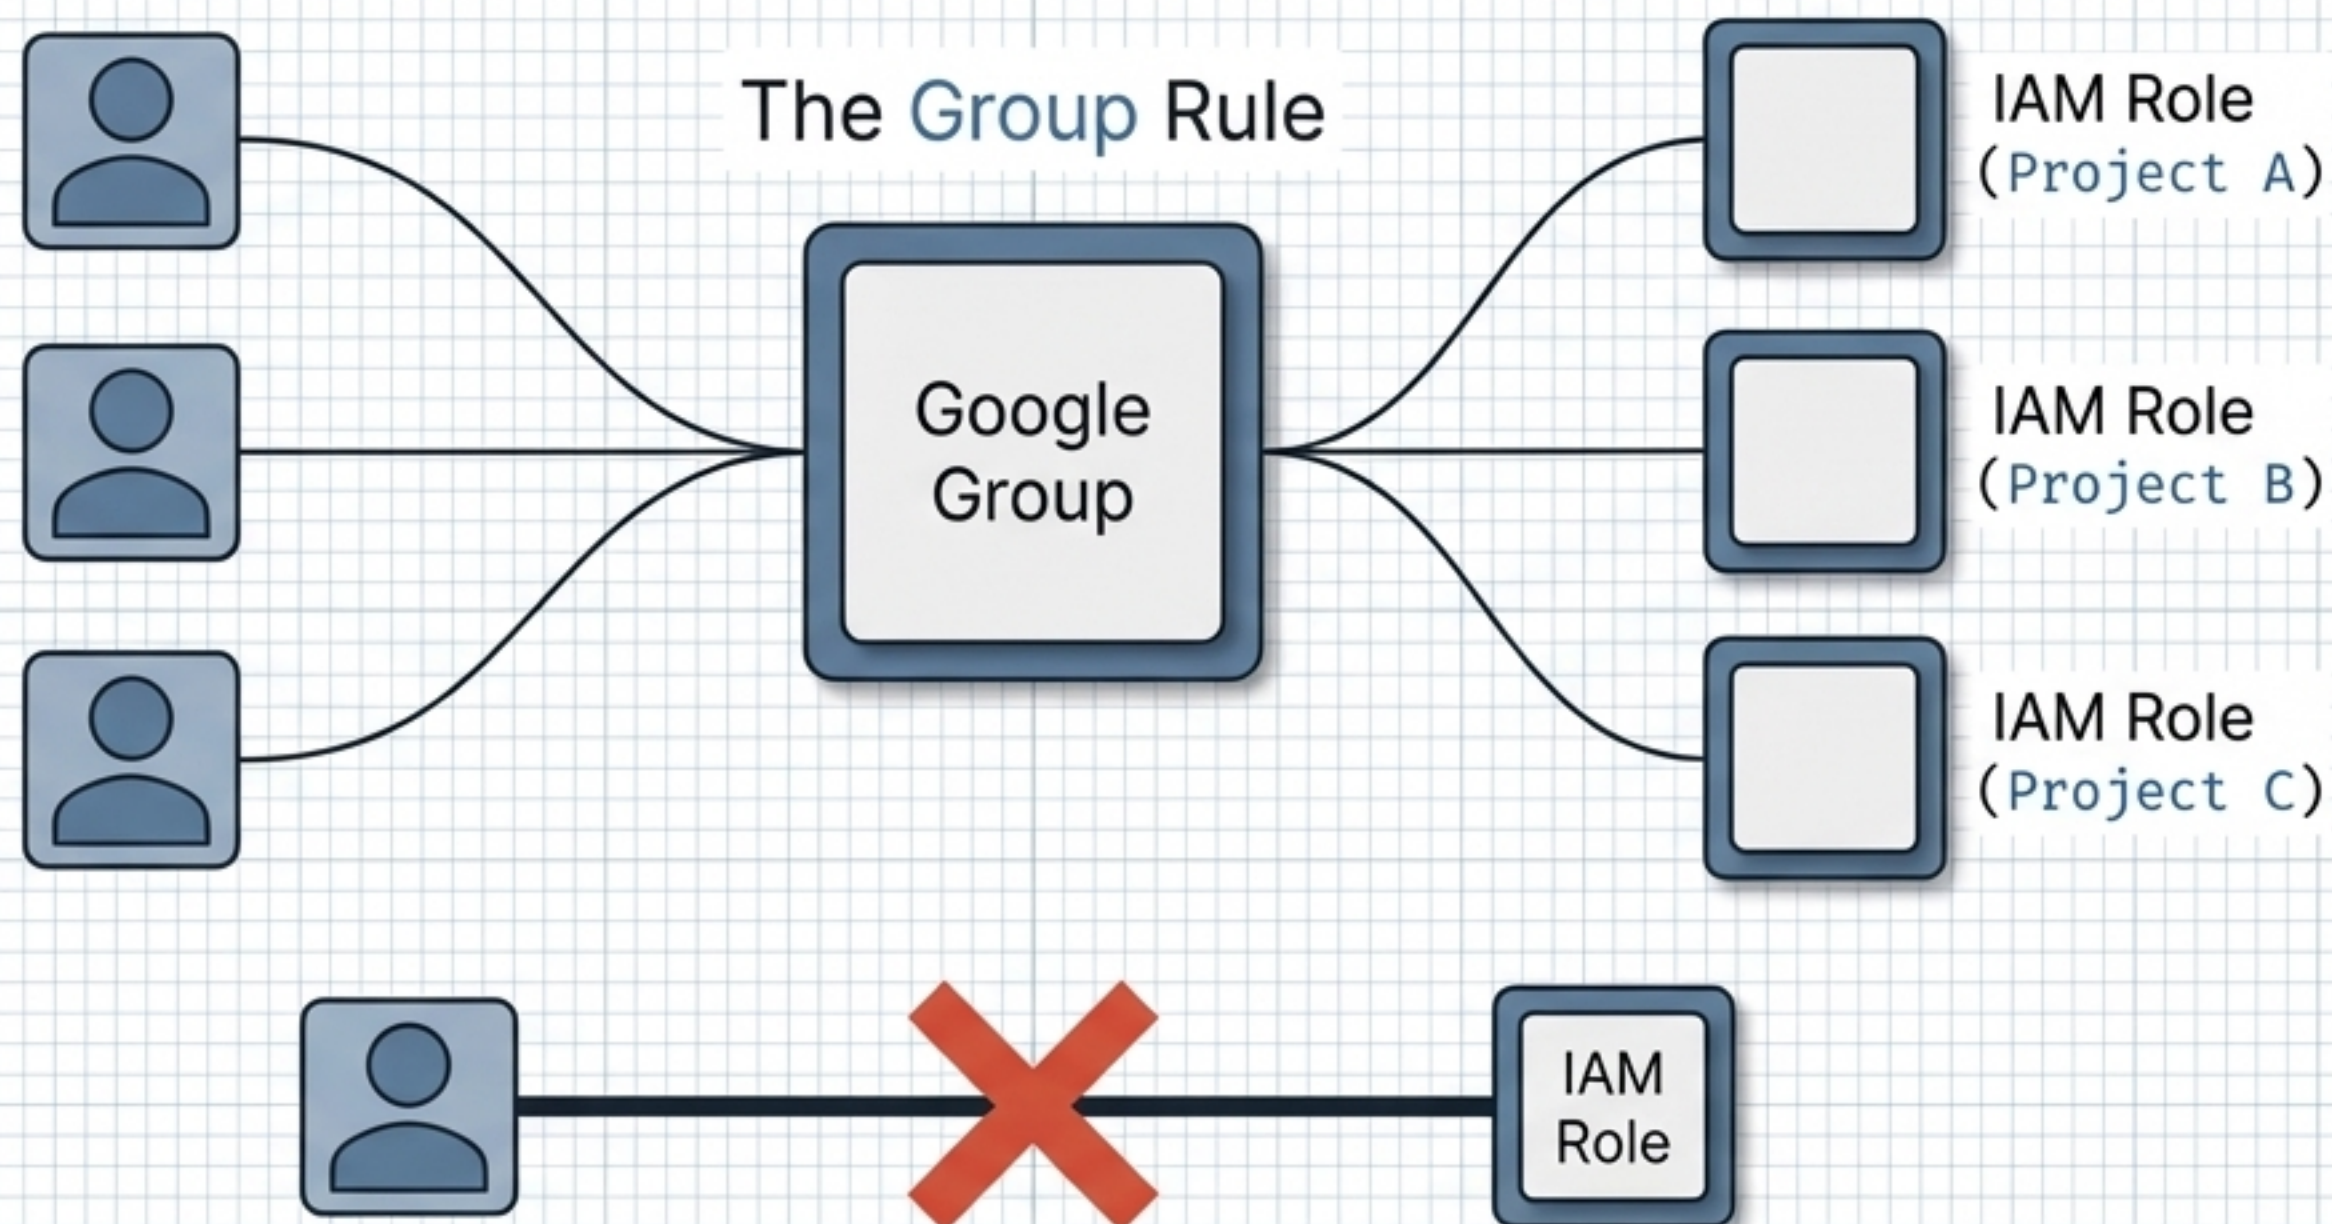 The Group Rule
Google
Group
IAM Role
(Project A)
IAM Role
(Project B)
IAM Role
(Project C)
IAM
Role